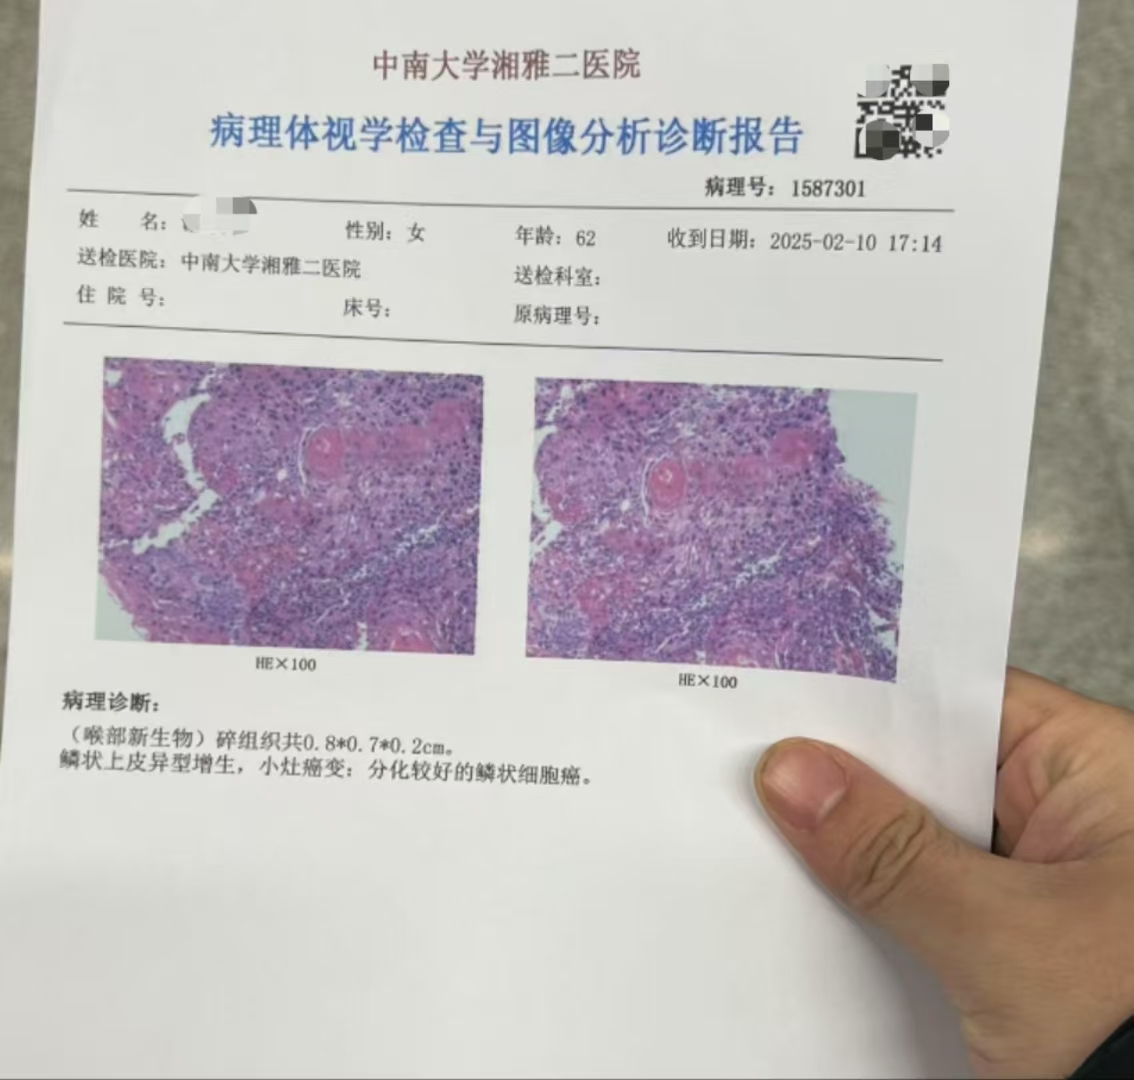 中南大学湘雅二医院
病理体视学检查与图像分析诊断报告
病理号：1587301
姓 名： 性别：女 年龄：62 收到日期：2025-02-10 17:14
送检医院：中南大学湘雅二医院 送检科室：
住 院 号： 床号： 原病理号：
HE×100 HE×100
病理诊断：
（喉部新生物）碎组织共0.8*0.7*0.2cm。
鳞状上皮异型增生，小灶癌变：分化较好的鳞状细胞癌。